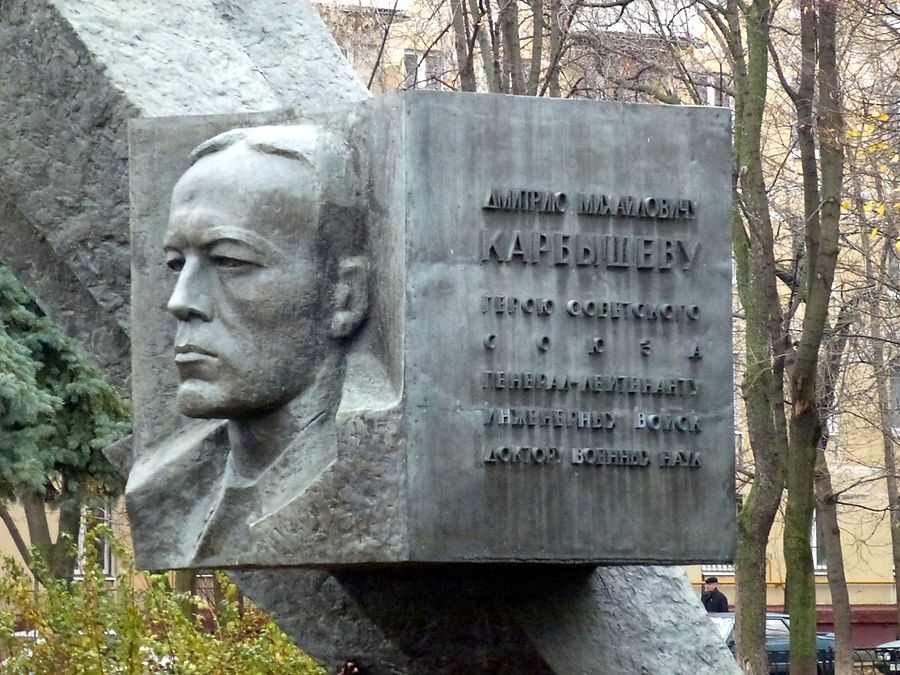 ДМИТРИЮ МИХАЙЛОВИЧУ
КАРБЫШЕВУ
ГЕРОЮ СОВЕТСКОГО
СОЮЗА
ГЕНЕРАЛ-ЛЕЙТЕНАНТУ
ИНЖЕНЕРНЫХ ВОЙСК
ДОКТОРУ ВОЕННЫХ НАУК